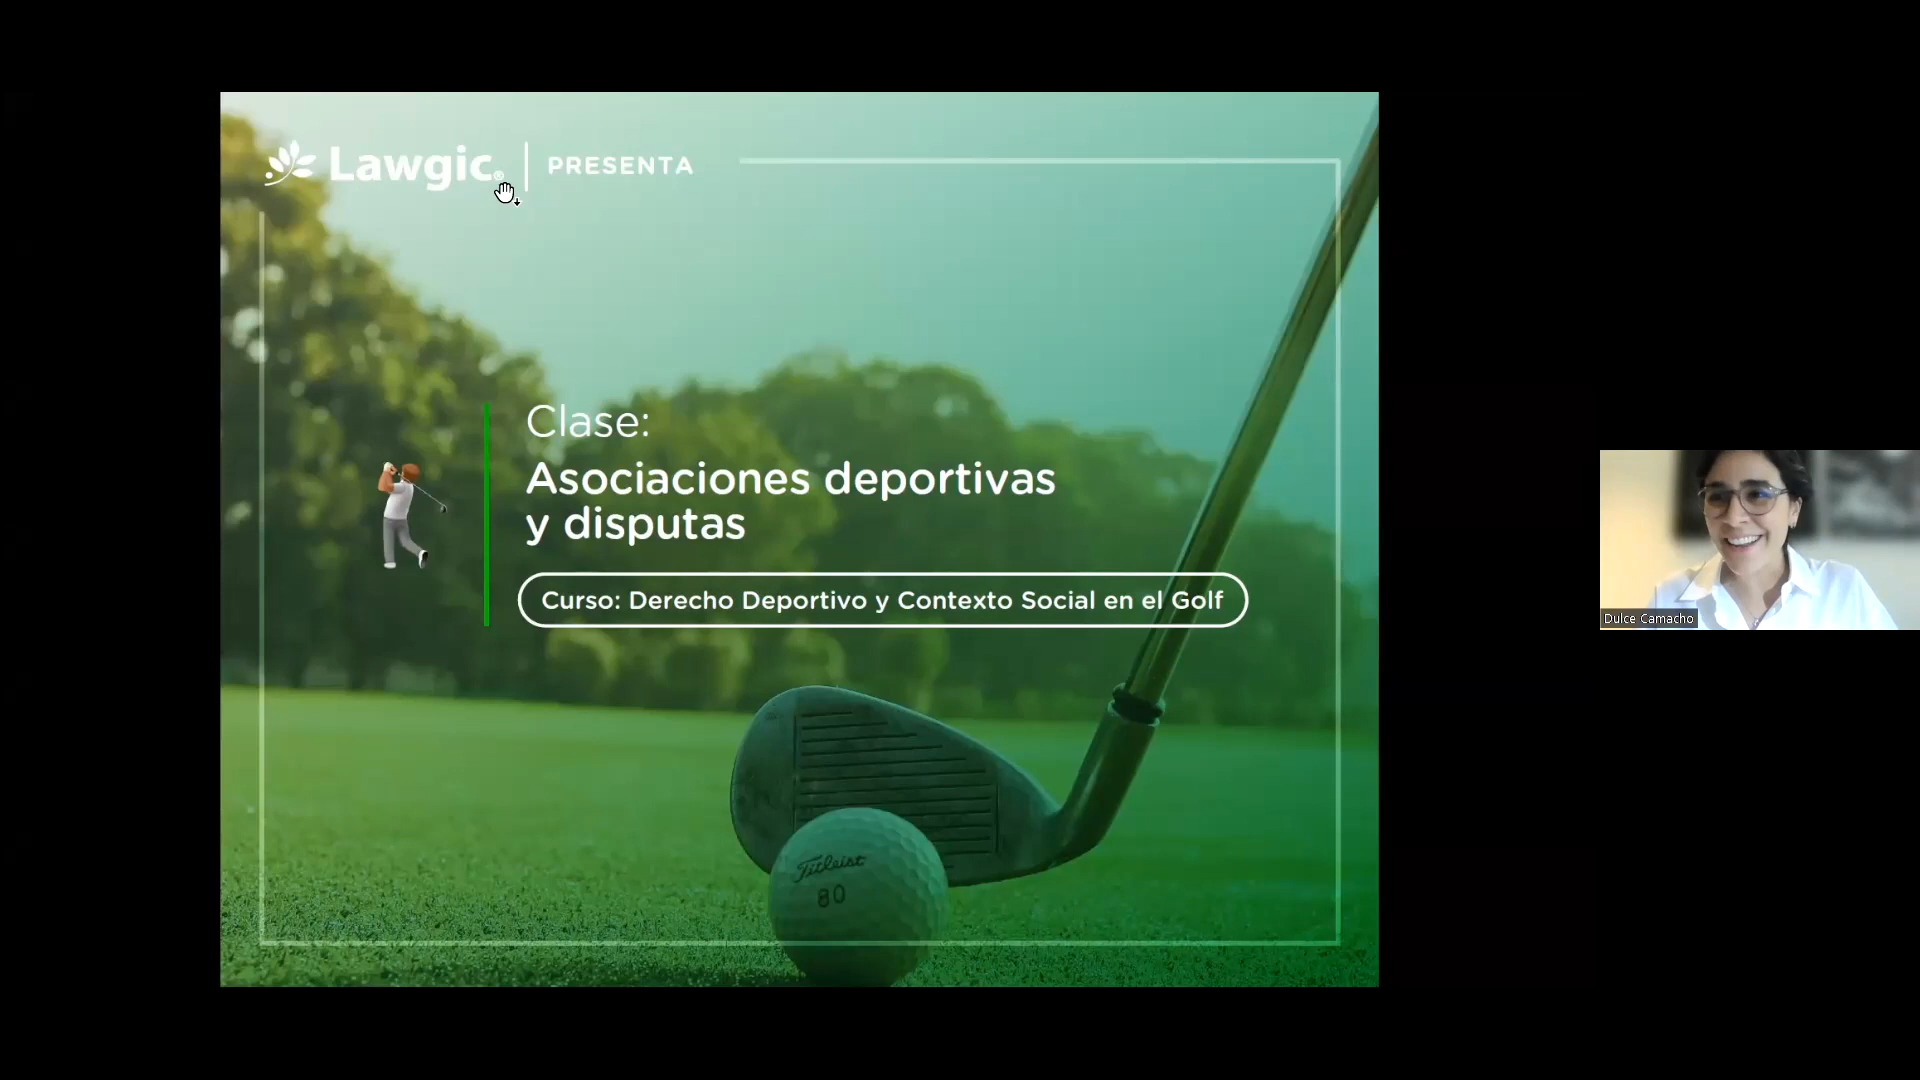 Lawgic® | PRESENTA
Clase:
Asociaciones deportivas
y disputas
Curso: Derecho Deportivo y Contexto Social en el Golf
Dulce Camacho
Titleist
80